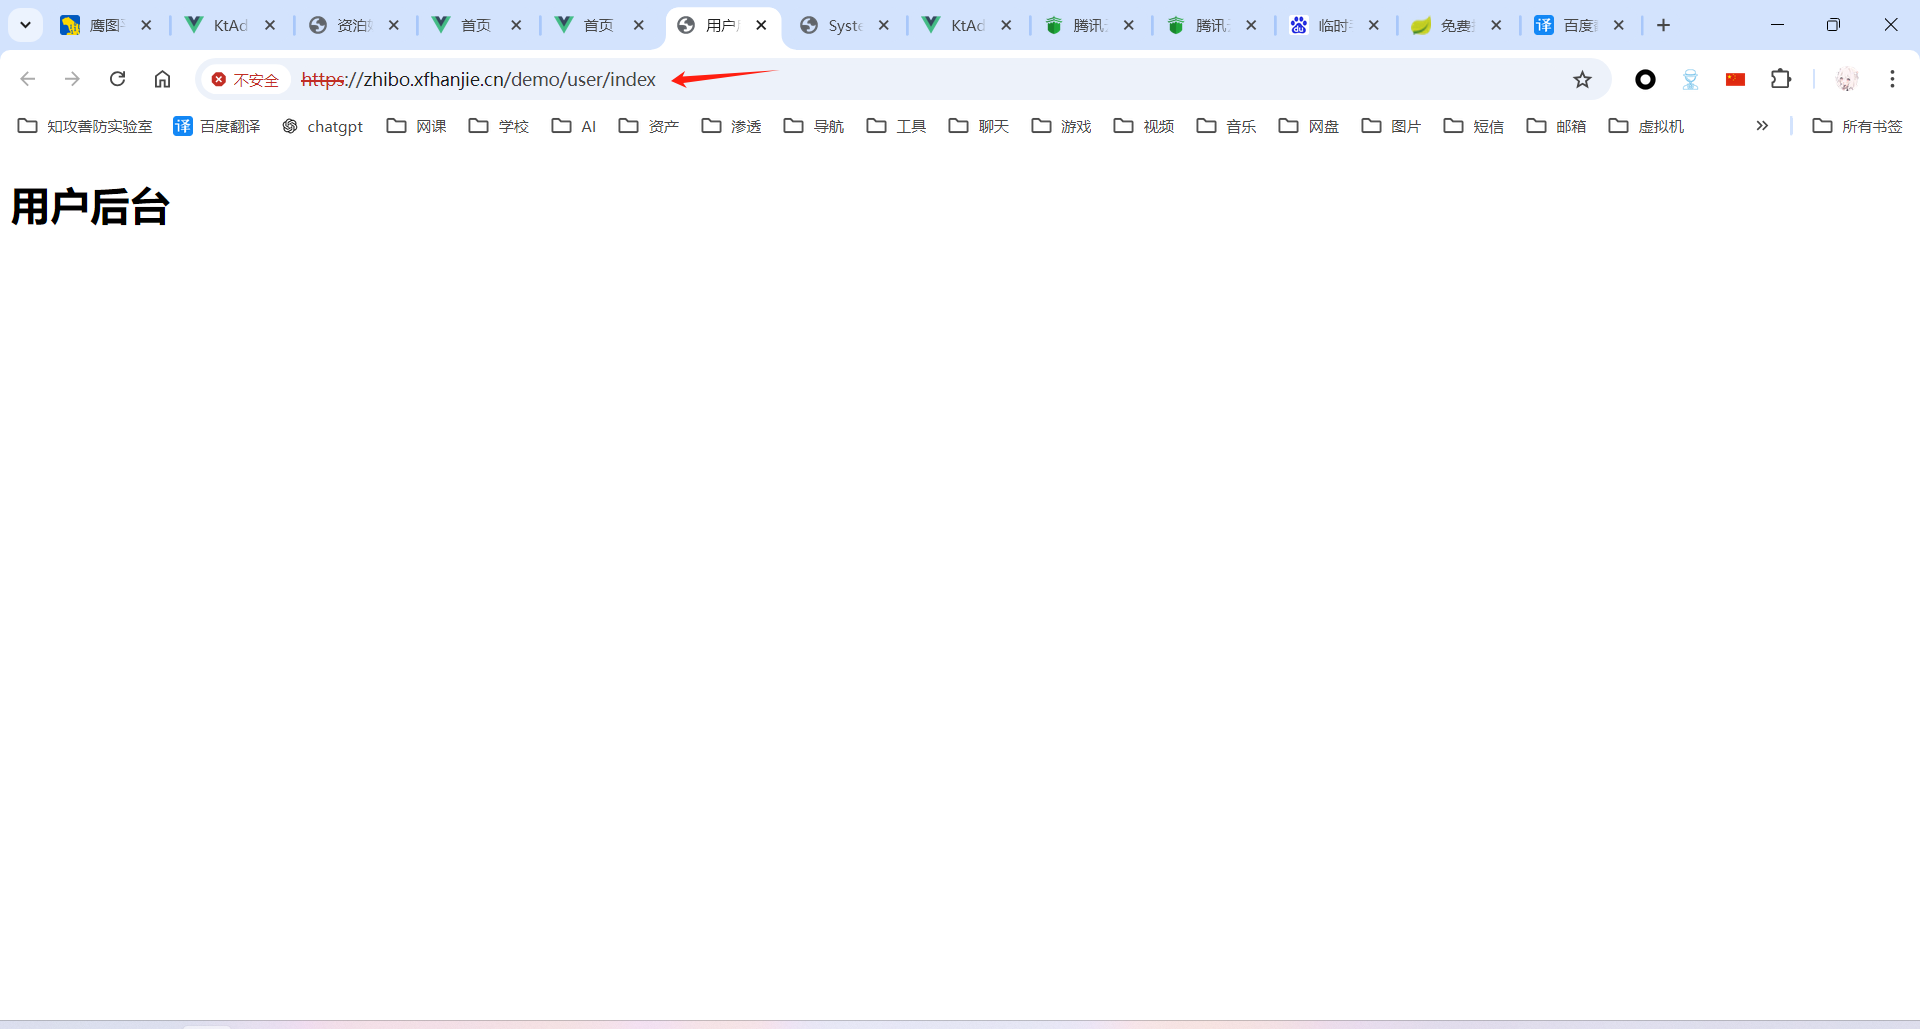 鹰图 KtAd 资泊 首页 首页 用户 Syste KtAd 腾讯 腾讯 临时 免费 百度
不安全 https://zhibo.xfhanjie.cn/demo/user/index
知攻善防实验室 百度翻译 chatgpt 网课 学校 AI 资产 渗透 导航 工具 聊天 游戏 视频 音乐 网盘 图片 短信 邮箱 虚拟机 » 所有书签
用户后台